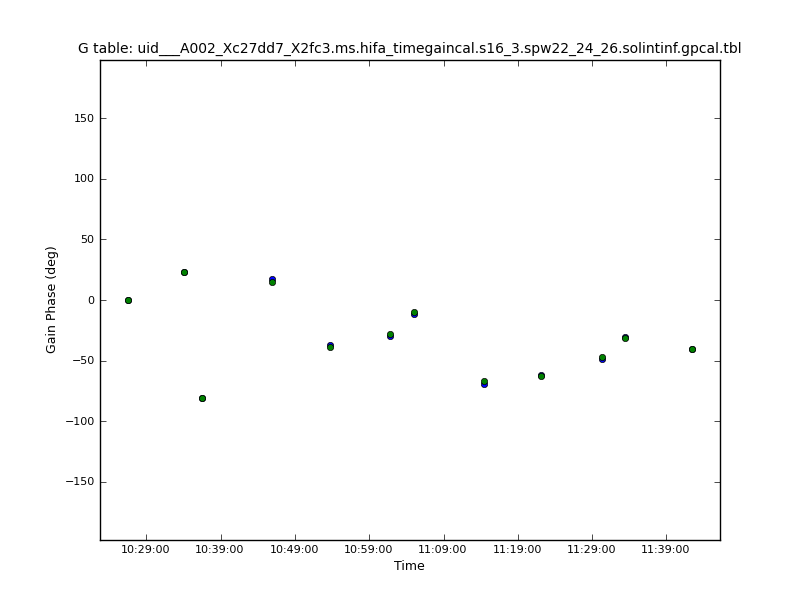 G table: uid___A002_Xc27dd7_X2fc3.ms.hifa_timegaincal.s16_3.spw22_24_26.solintinf.gpcal.tbl
150
100
50
0
−50
−100
−150
Gain Phase (deg)
10:29:00 10:39:00 10:49:00 10:59:00 11:09:00 11:19:00 11:29:00 11:39:00
Time